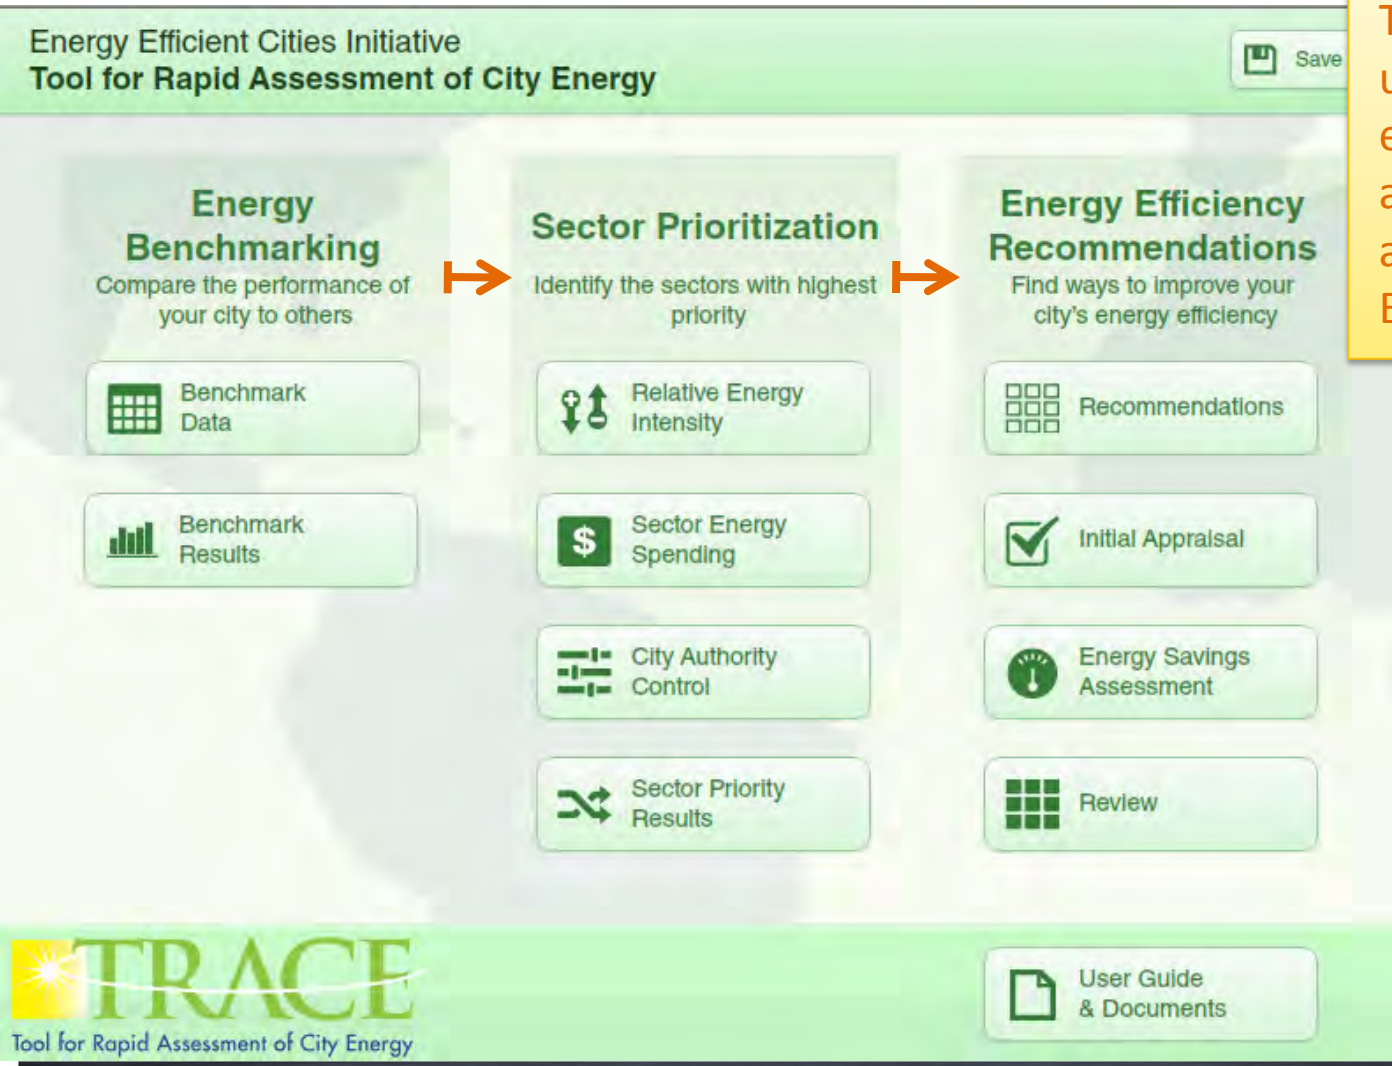 Energy Efficient Cities Initiative
Tool for Rapid Assessment of City Energy
Save
Energy
Benchmarking
Compare the performance of
your city to others
Benchmark
Data
Benchmark
Results
Sector Prioritization
Identify the sectors with highest
priority
Relative Energy
Intensity
Sector Energy
Spending
$
City Authority
Control
Sector Priority
Results
Energy Efficiency
Recommendations
Find ways to improve your
city's energy efficiency
Recommendations
Initial Appraisal
Energy Savings
Assessment
Review
TRACE
Tool for Rapid Assessment of City Energy
User Guide
& Documents